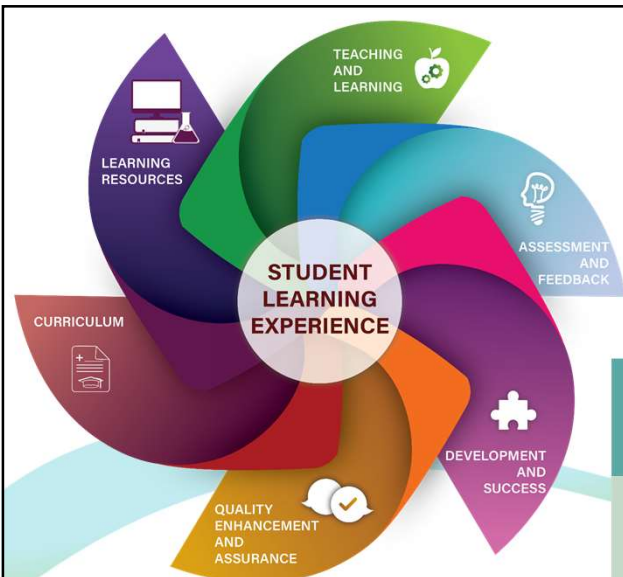 TEACHING
AND
LEARNING
LEARNING
RESOURCES
ASSESSMENT
AND
FEEDBACK
STUDENT
LEARNING
EXPERIENCE
CURRICULUM
DEVELOPMENT
AND
SUCCESS
QUALITY
ENHANCEMENT
AND
ASSURANCE